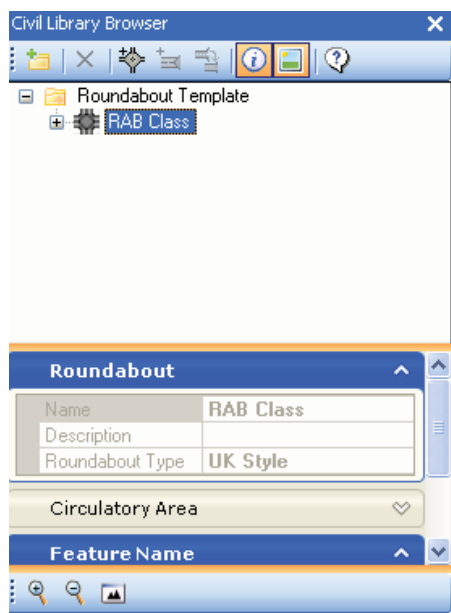 Civil Library Browser
Roundabout Template
RAB Class
Roundabout
Name RAB Class
Description
Roundabout Type UK Style
Circulatory Area
Feature Name